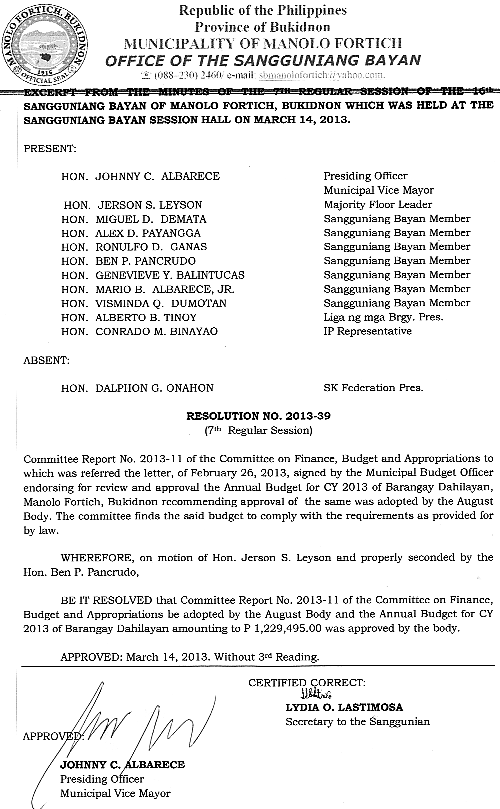 MANOLO FORTICH, BUKIDNON
OFFICIAL SEAL
Republic of the Philippines
Province of Bukidnon
MUNICIPALITY OF MANOLO FORTICH
OFFICE OF THE SANGGUNIANG BAYAN
☏ (088-230) 2460/ e-mail: sbmanolofortich@yahoo.com.
EXCERPT FROM THE MINUTES OF THE 7th REGULAR SESSION OF THE 16th
SANGGUNIANG BAYAN OF MANOLO FORTICH, BUKIDNON WHICH WAS HELD AT THE
SANGGUNIANG BAYAN SESSION HALL ON MARCH 14, 2013.
PRESENT:
HON. JOHNNY C. ALBARECE Presiding Officer
Municipal Vice Mayor
HON. JERSON S. LEYSON Majority Floor Leader
HON. MIGUEL D. DEMATA Sangguniang Bayan Member
HON. ALEX D. PAYANGGA Sangguniang Bayan Member
HON. RONULFO D. GANAS Sangguniang Bayan Member
HON. BEN P. PANCRUDO Sangguniang Bayan Member
HON. GENEVIEVE Y. BALINTUCAS Sangguniang Bayan Member
HON. MARIO B. ALBARECE, JR. Sangguniang Bayan Member
HON. VISMINDA Q. DUMOTAN Sangguniang Bayan Member
HON. ALBERTO B. TINOY Liga ng mga Brgy. Pres.
HON. CONRADO M. BINAYAO IP Representative
ABSENT:
HON. DALPHON G. ONAHON SK Federation Pres.
RESOLUTION NO. 2013-39
(7th Regular Session)
Committee Report No. 2013-11 of the Committee on Finance, Budget and Appropriations to
which was referred the letter, of February 26, 2013, signed by the Municipal Budget Officer
endorsing for review and approval the Annual Budget for CY 2013 of Barangay Dahilayan,
Manolo Fortich, Bukidnon recommending approval of the same was adopted by the August
Body. The committee finds the said budget to comply with the requirements as provided for
by law.
WHEREFORE, on motion of Hon. Jerson S. Leyson and properly seconded by the
Hon. Ben P. Pancrudo,
BE IT RESOLVED that Committee Report No. 2013-11 of the Committee on Finance,
Budget and Appropriations be adopted by the August Body and the Annual Budget for CY
2013 of Barangay Dahilayan amounting to P 1,229,495.00 was approved by the body.
APPROVED: March 14, 2013. Without 3rd Reading.
CERTIFIED CORRECT:
LYDIA O. LASTIMOSA
Secretary to the Sanggunian
APPROVED:
JOHNNY C. ALBARECE
Presiding Officer
Municipal Vice Mayor